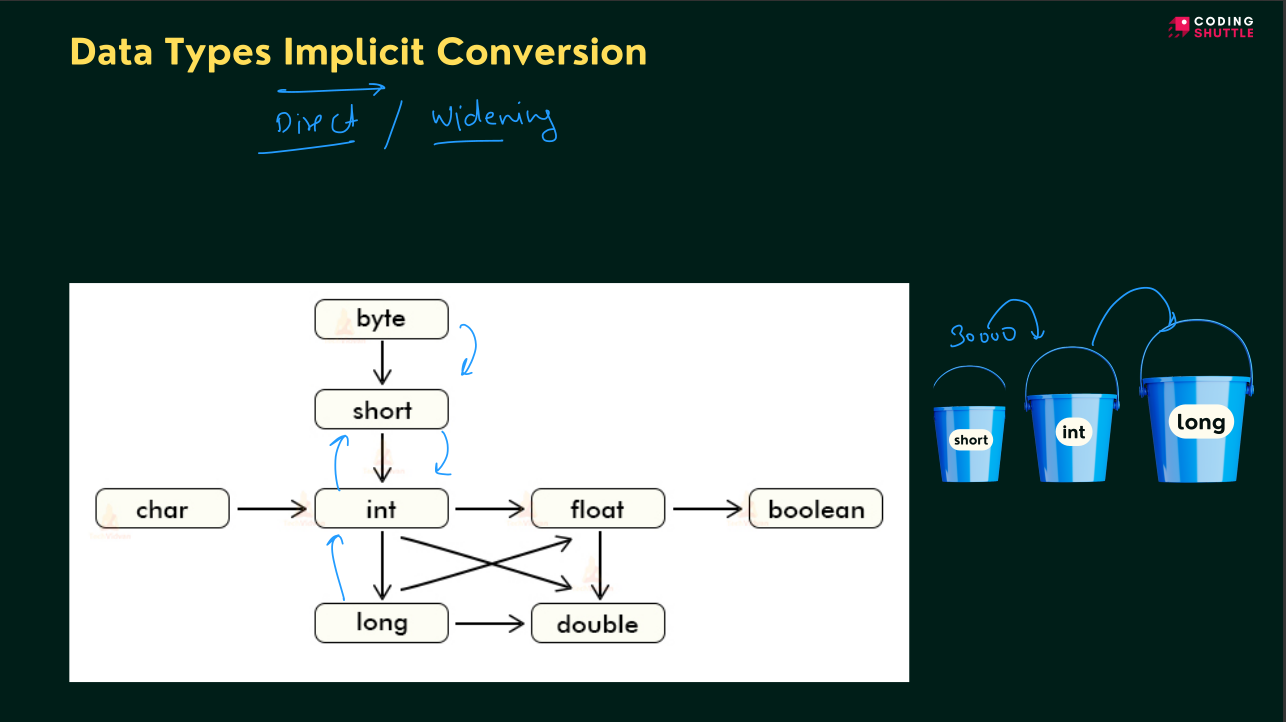 CODING
SHUTTLE
Data Types Implicit Conversion
Direct / Widening
byte
short
char
int
float
boolean
long
double
30000
short
int
long